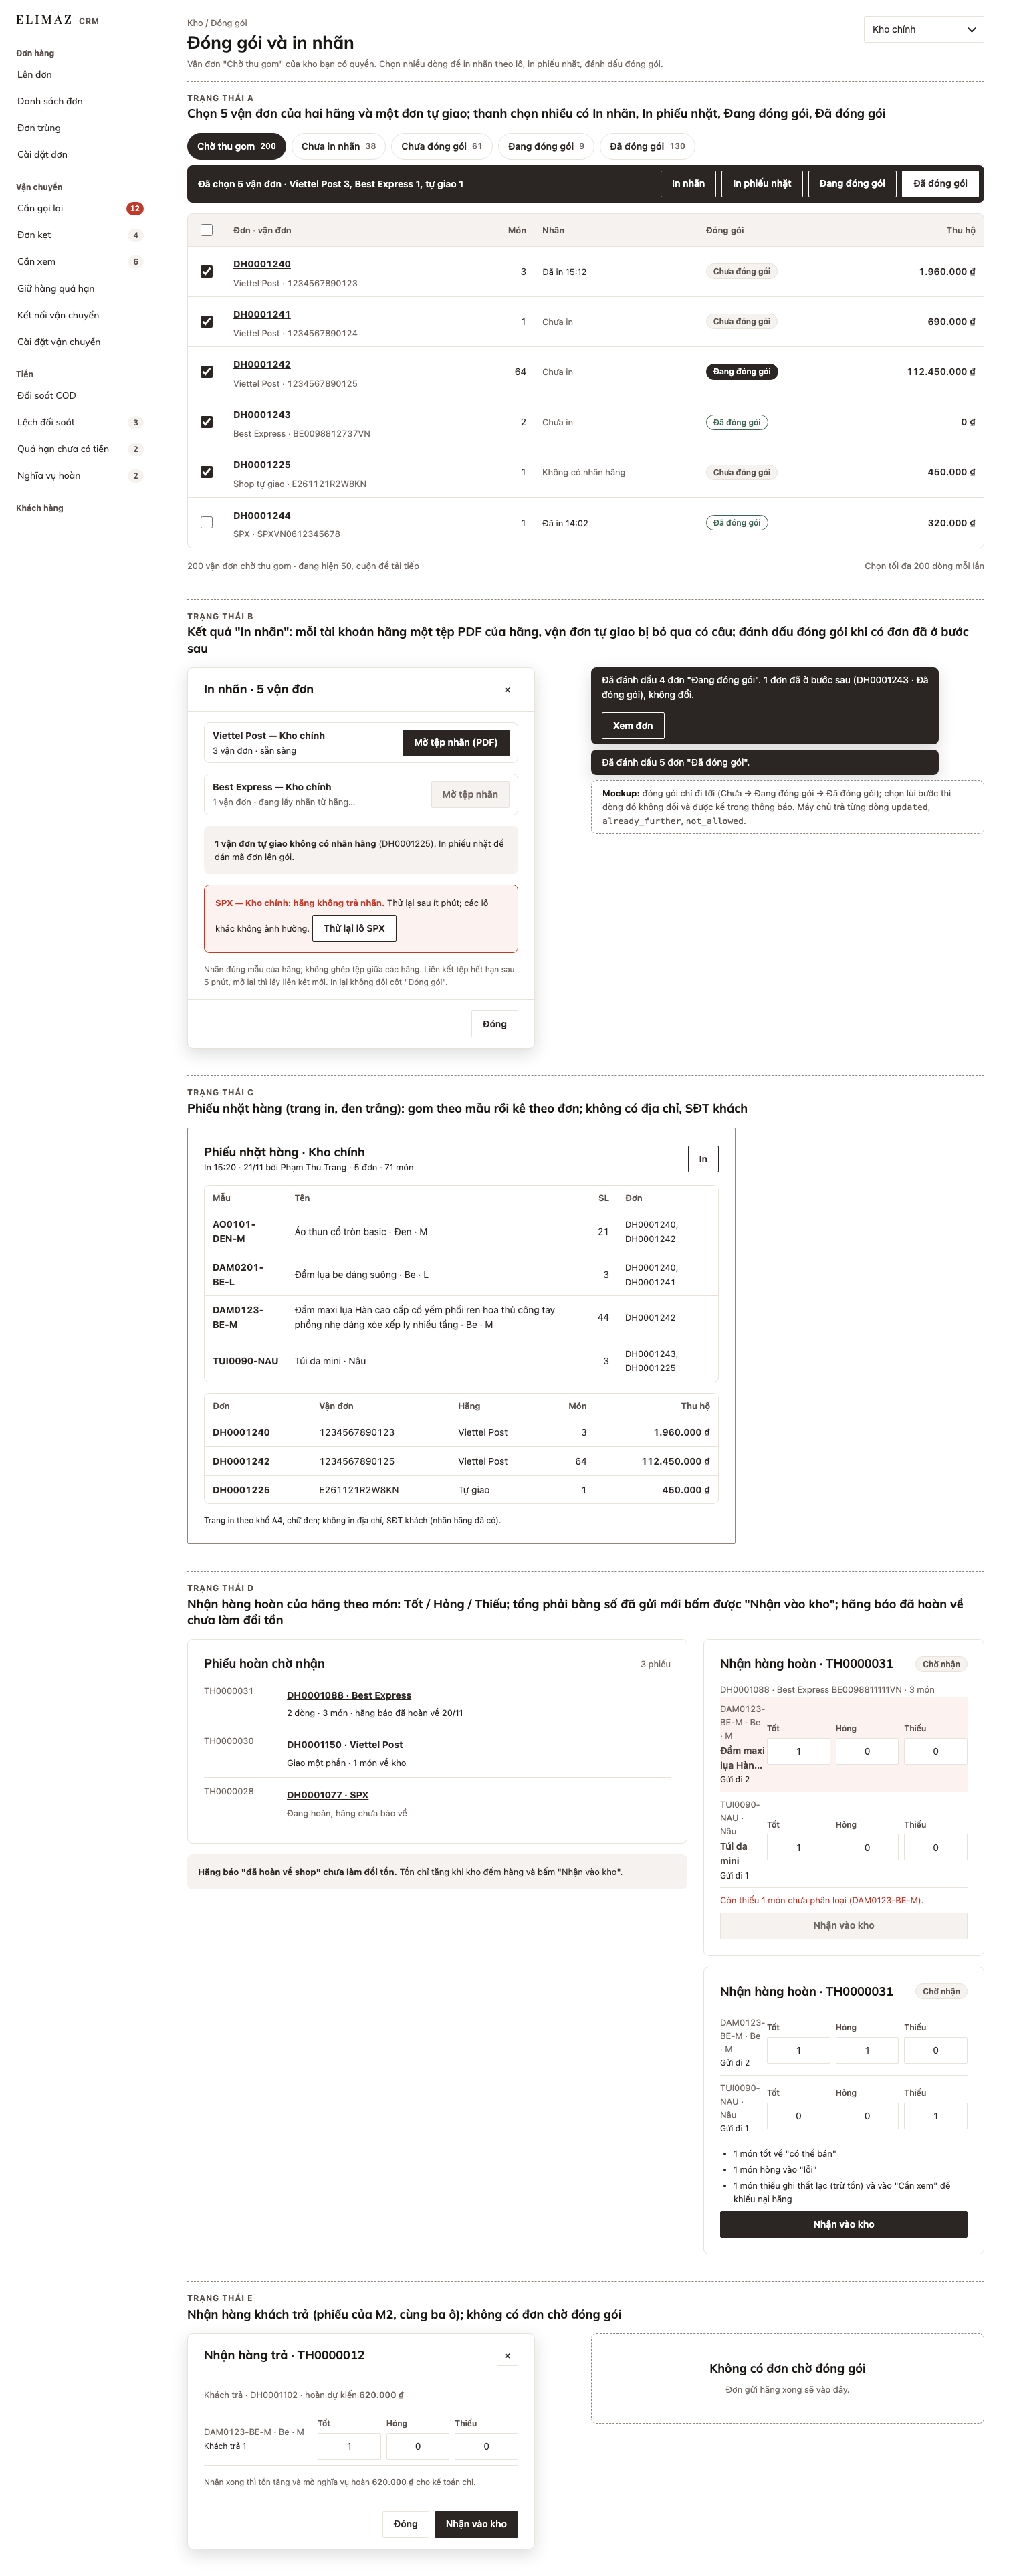 ELIMAZ CRM
Đơn hàng
Lên đơn
Danh sách đơn
Đơn trùng
Cài đặt đơn
Vận chuyển
Cần gọi lại 12
Đơn kẹt 4
Cần xem 6
Giữ hàng quá hạn
Kết nối vận chuyển
Cài đặt vận chuyển
Tiền
Đối soát COD
Lệch đối soát 3
Quá hạn chưa có tiền 2
Nghĩa vụ hoàn 2
Khách hàng
Kho / Đóng gói
Đóng gói và in nhãn
Vận đơn "Chờ thu gom" của kho bạn có quyền. Chọn nhiều dòng để in nhãn theo lô, in phiếu nhặt, đánh dấu đóng gói.
Kho chính
TRẠNG THÁI A
Chọn 5 vận đơn của hai hãng và một đơn tự giao; thanh chọn nhiều có In nhãn, In phiếu nhặt, Đang đóng gói, Đã đóng gói
Chờ thu gom 200 Chưa in nhãn 38 Chưa đóng gói 61 Đang đóng gói 9 Đã đóng gói 130
Đã chọn 5 vận đơn · Viettel Post 3, Best Express 1, tự giao 1 In nhãn In phiếu nhặt Đang đóng gói Đã đóng gói
Đơn · vận đơn Món Nhãn Đóng gói Thu hộ
DH0001240 3 Đã in 15:12 Chưa đóng gói 1.960.000 ₫
Viettel Post · 1234567890123
DH0001241 1 Chưa in Chưa đóng gói 690.000 ₫
Viettel Post · 1234567890124
DH0001242 64 Chưa in Đang đóng gói 112.450.000 ₫
Viettel Post · 1234567890125
DH0001243 2 Chưa in Đã đóng gói 0 ₫
Best Express · BE0098812737VN
DH0001225 1 Không có nhãn hãng Chưa đóng gói 450.000 ₫
Shop tự giao · E261121R2W8KN
DH0001244 1 Đã in 14:02 Đã đóng gói 320.000 ₫
SPX · SPXVN0612345678
200 vận đơn chờ thu gom · đang hiện 50, cuộn để tải tiếp Chọn tối đa 200 dòng mỗi lần
TRẠNG THÁI B
Kết quả "In nhãn": mỗi tài khoản hãng một tệp PDF của hãng, vận đơn tự giao bị bỏ qua có câu; đánh dấu đóng gói khi có đơn đã ở bước
sau
In nhãn · 5 vận đơn ×
Viettel Post — Kho chính
3 vận đơn · sẵn sàng
Mở tệp nhãn (PDF)
Best Express — Kho chính
1 vận đơn · đang lấy nhãn từ hãng...
Mở tệp nhãn
1 vận đơn tự giao không có nhãn hãng (DH0001225). In phiếu nhặt để
dán mã đơn lên gói.
SPX — Kho chính: hãng không trả nhãn. Thử lại sau ít phút; các lô
khác không ảnh hưởng. Thử lại lô SPX
Nhãn đúng mẫu của hãng; không ghép tệp giữa các hãng. Liên kết tệp hết hạn sau
5 phút, mở lại thì lấy liên kết mới. In lại không đổi cột "Đóng gói".
Đóng
Đã đánh dấu 4 đơn "Đang đóng gói". 1 đơn đã ở bước sau (DH0001243 · Đã
đóng gói), không đổi.
Xem đơn
Đã đánh dấu 5 đơn "Đã đóng gói".
Mockup: đóng gói chỉ đi tới (Chưa → Đang đóng gói → Đã đóng gói); chọn lùi bước thì
dòng đó không đổi và được kể trong thông báo. Máy chủ trả từng dòng updated,
already_further, not_allowed.
TRẠNG THÁI C
Phiếu nhặt hàng (trang in, đen trắng): gom theo mẫu rồi kê theo đơn; không có địa chỉ, SĐT khách
Phiếu nhặt hàng · Kho chính
In 15:20 · 21/11 bởi Phạm Thu Trang · 5 đơn · 71 món
In
Mẫu Tên SL Đơn
AO0101-
DEN-M
Áo thun cổ tròn basic · Đen · M 21
DH0001240,
DH0001242
DAM0201-
BE-L
Đầm lụa be dáng suông · Be · L 3
DH0001240,
DH0001241
DAM0123-
BE-M
Đầm maxi lụa Hàn cao cấp cổ yếm phối ren hoa thủ công tay
phồng nhẹ dáng xòe xếp ly nhiều tầng · Be · M
44 DH0001242
TUI0090-NAU Túi da mini · Nâu 3
DH0001243,
DH0001225
Đơn Vận đơn Hãng Món Thu hộ
DH0001240 1234567890123 Viettel Post 3 1.960.000 ₫
DH0001242 1234567890125 Viettel Post 64 112.450.000 ₫
DH0001225 E261121R2W8KN Tự giao 1 450.000 ₫
Trang in theo khổ A4, chữ đen; không in địa chỉ, SĐT khách (nhãn hãng đã có).
TRẠNG THÁI D
Nhận hàng hoàn của hãng theo món: Tốt / Hỏng / Thiếu; tổng phải bằng số đã gửi mới bấm được "Nhận vào kho"; hãng báo đã hoàn về
chưa làm đổi tồn
Phiếu hoàn chờ nhận 3 phiếu
TH0000031 DH0001088 · Best Express
2 dòng · 3 món · hãng báo đã hoàn về 20/11
TH0000030 DH0001150 · Viettel Post
Giao một phần · 1 món về kho
TH0000028 DH0001077 · SPX
Đang hoàn, hãng chưa báo về
Hãng báo "đã hoàn về shop" chưa làm đổi tồn. Tồn chỉ tăng khi kho đếm hàng và bấm "Nhận vào kho".
Nhận hàng hoàn · TH0000031 Chờ nhận
DH0001088 · Best Express BE0098811111VN · 3 món
DAM0123-
BE-M · Be
· M
Đầm maxi
lụa Hàn...
Gửi đi 2
Tốt Hỏng Thiếu
1 0 0
TUI0090-
NAU ·
Nâu
Túi da
mini
Gửi đi 1
Tốt Hỏng Thiếu
1 0 0
Còn thiếu 1 món chưa phân loại (DAM0123-BE-M).
Nhận vào kho
Nhận hàng hoàn · TH0000031 Chờ nhận
DAM0123-
BE-M · Be
· M
Gửi đi 2
Tốt Hỏng Thiếu
1 1 0
TUI0090-
NAU ·
Nâu
Gửi đi 1
Tốt Hỏng Thiếu
0 0 1
• 1 món tốt về "có thể bán"
• 1 món hỏng vào "lỗi"
• 1 món thiếu ghi thất lạc (trừ tồn) và vào "Cần xem" để
khiếu nại hãng
Nhận vào kho
TRẠNG THÁI E
Nhận hàng khách trả (phiếu của M2, cùng ba ô); không có đơn chờ đóng gói
Nhận hàng trả · TH0000012 ×
Khách trả · DH0001102 · hoàn dự kiến 620.000 ₫
DAM0123-BE-M · Be · M
Khách trả 1
Tốt Hỏng Thiếu
1 0 0
Nhận xong thì tồn tăng và mở nghĩa vụ hoàn 620.000 ₫ cho kế toán chi.
Đóng Nhận vào kho
Không có đơn chờ đóng gói
Đơn gửi hãng xong sẽ vào đây.